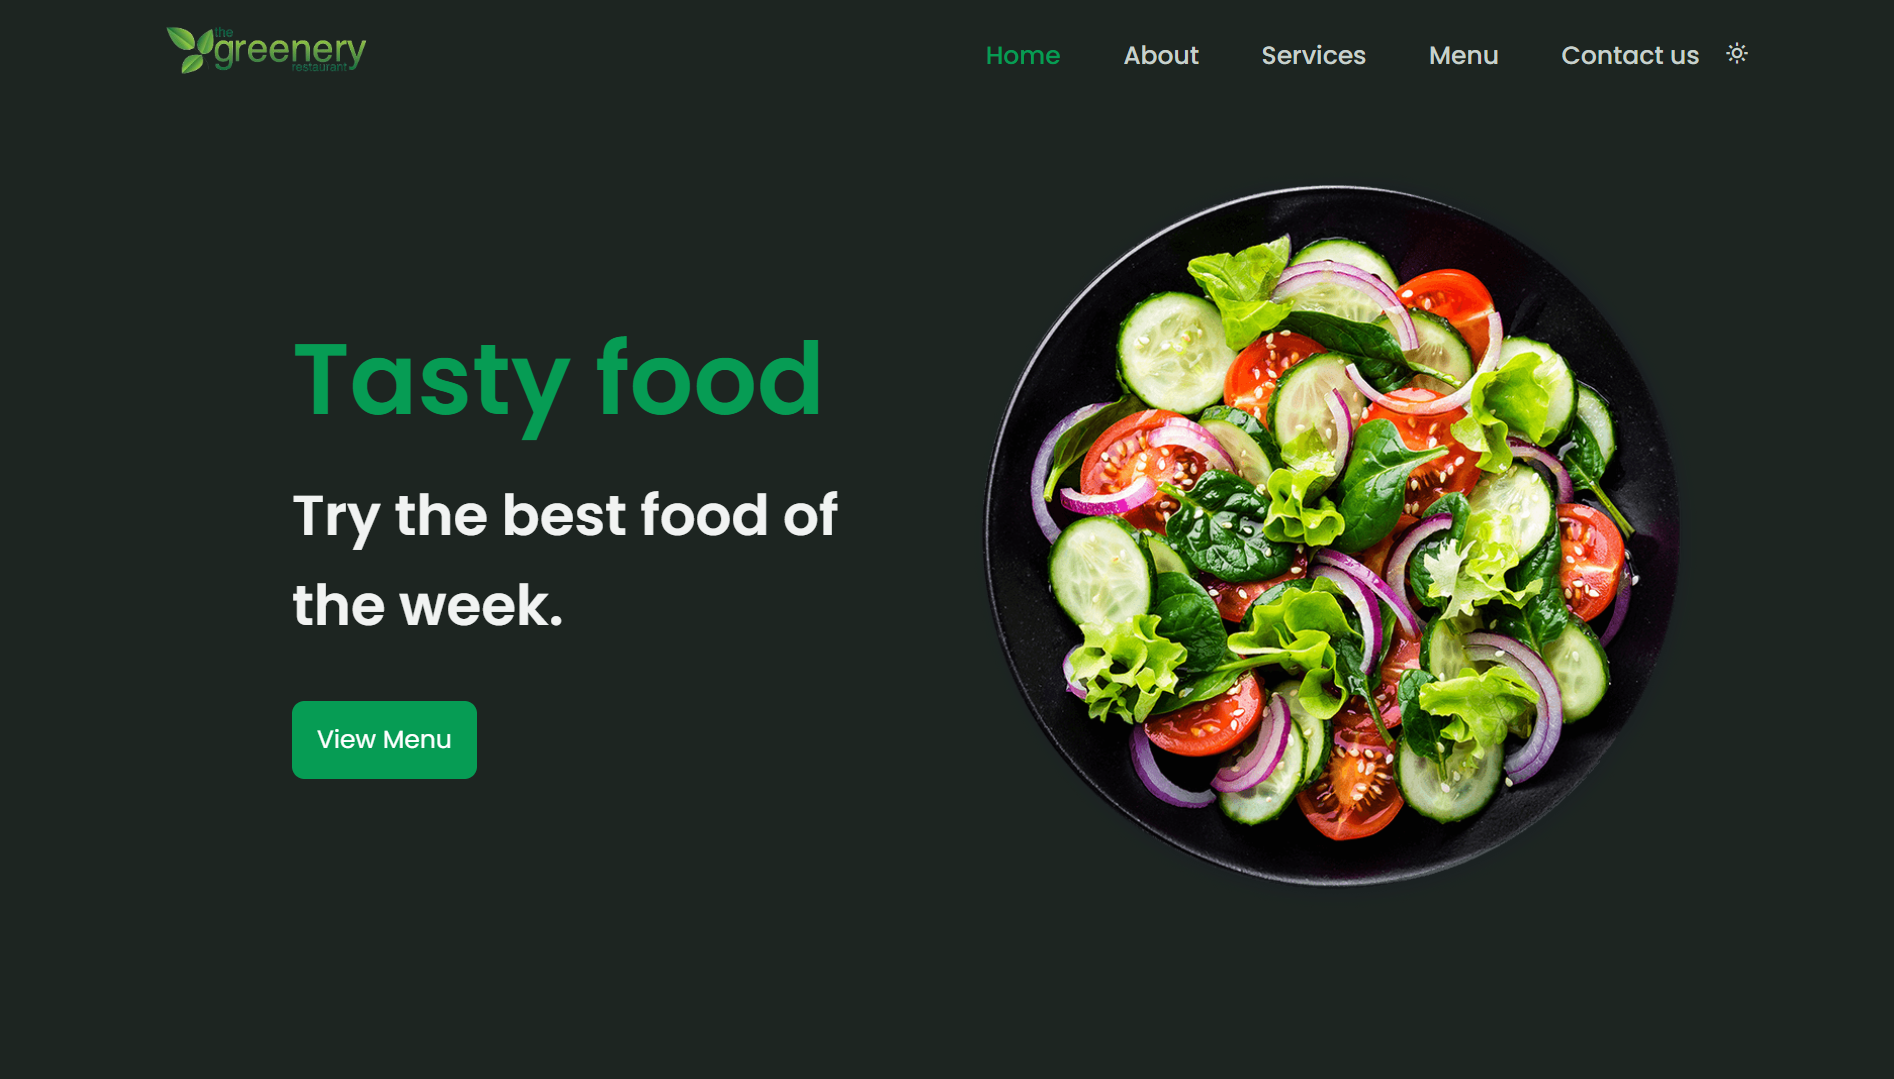 the
greenery
restaurant
Home
About
Services
Menu
Contact us
Tasty food
Try the best food of
the week.
View Menu